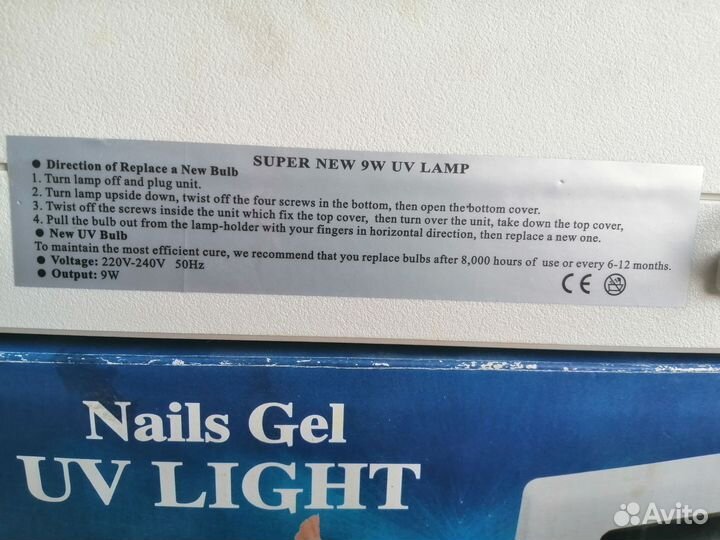 SUPER NEW 9W UV LAMP
● Direction of Replace a New Bulb
1. Turn lamp off and plug unit.
2. Turn lamp upside down, twist off the four screws in the bottom, then open the bottom cover.
3. Twist off the screws inside the unit which fix the top cover, then turn over the unit, take down the top cover,
4. Pull the bulb out from the lamp-holder with your fingers in horizontal direction, then replace a new one.
● New UV Bulb
To maintain the most efficient cure, we recommend that you replace bulbs after 8,000 hours of use or every 6-12 months.
● Voltage: 220V-240V 50Hz
● Output: 9W
CE
Nails Gel
UV LIGHT
Avito